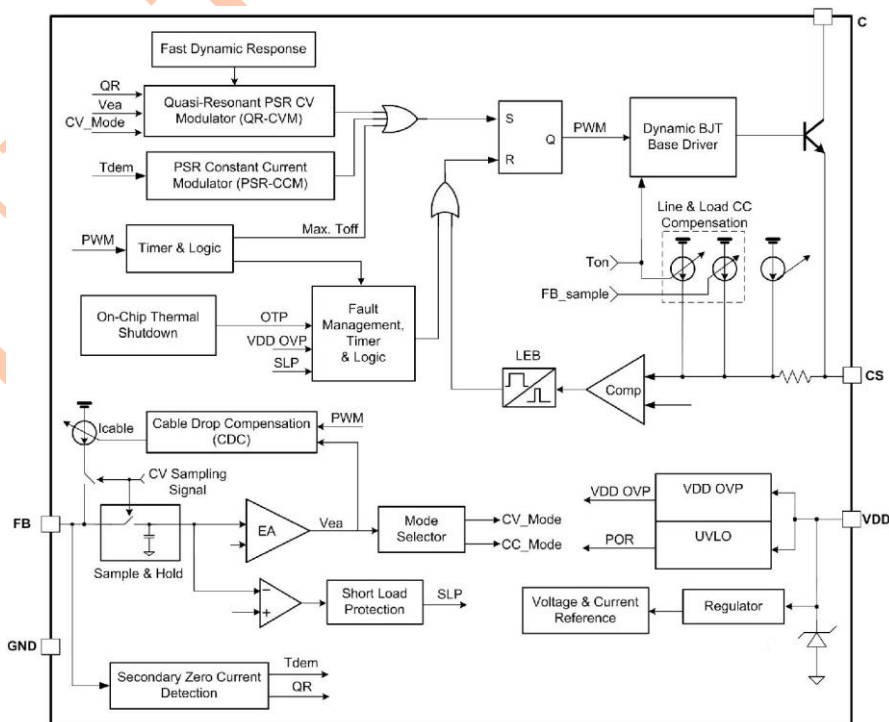 C
Fast Dynamic Response
QR
Vea
CV_Mode
Quasi-Resonant PSR CV
Modulator (QR-CVM)
S
R
Q
PWM
Dynamic BJT
Base Driver
Tdem
PSR Constant Current
Modulator (PSR-CCM)
Line & Load CC
Compensation
PWM
Timer & Logic
Max. Toff
Ton
FB_sample
On-Chip Thermal
Shutdown
OTP
VDD OVP
SLP
Fault
Management,
Timer
& Logic
LEB
Comp
CS
Icable
Cable Drop Compensation
(CDC)
PWM
CV Sampling
Signal
FB
Sample & Hold
EA
Vea
Mode
Selector
CV_Mode
CC_Mode
VDD OVP
POR
VDD OVP
UVLO
VDD
−
+
Short Load
Protection
SLP
Voltage & Current
Reference
Regulator
GND
Secondary Zero Current
Detection
Tdem
QR